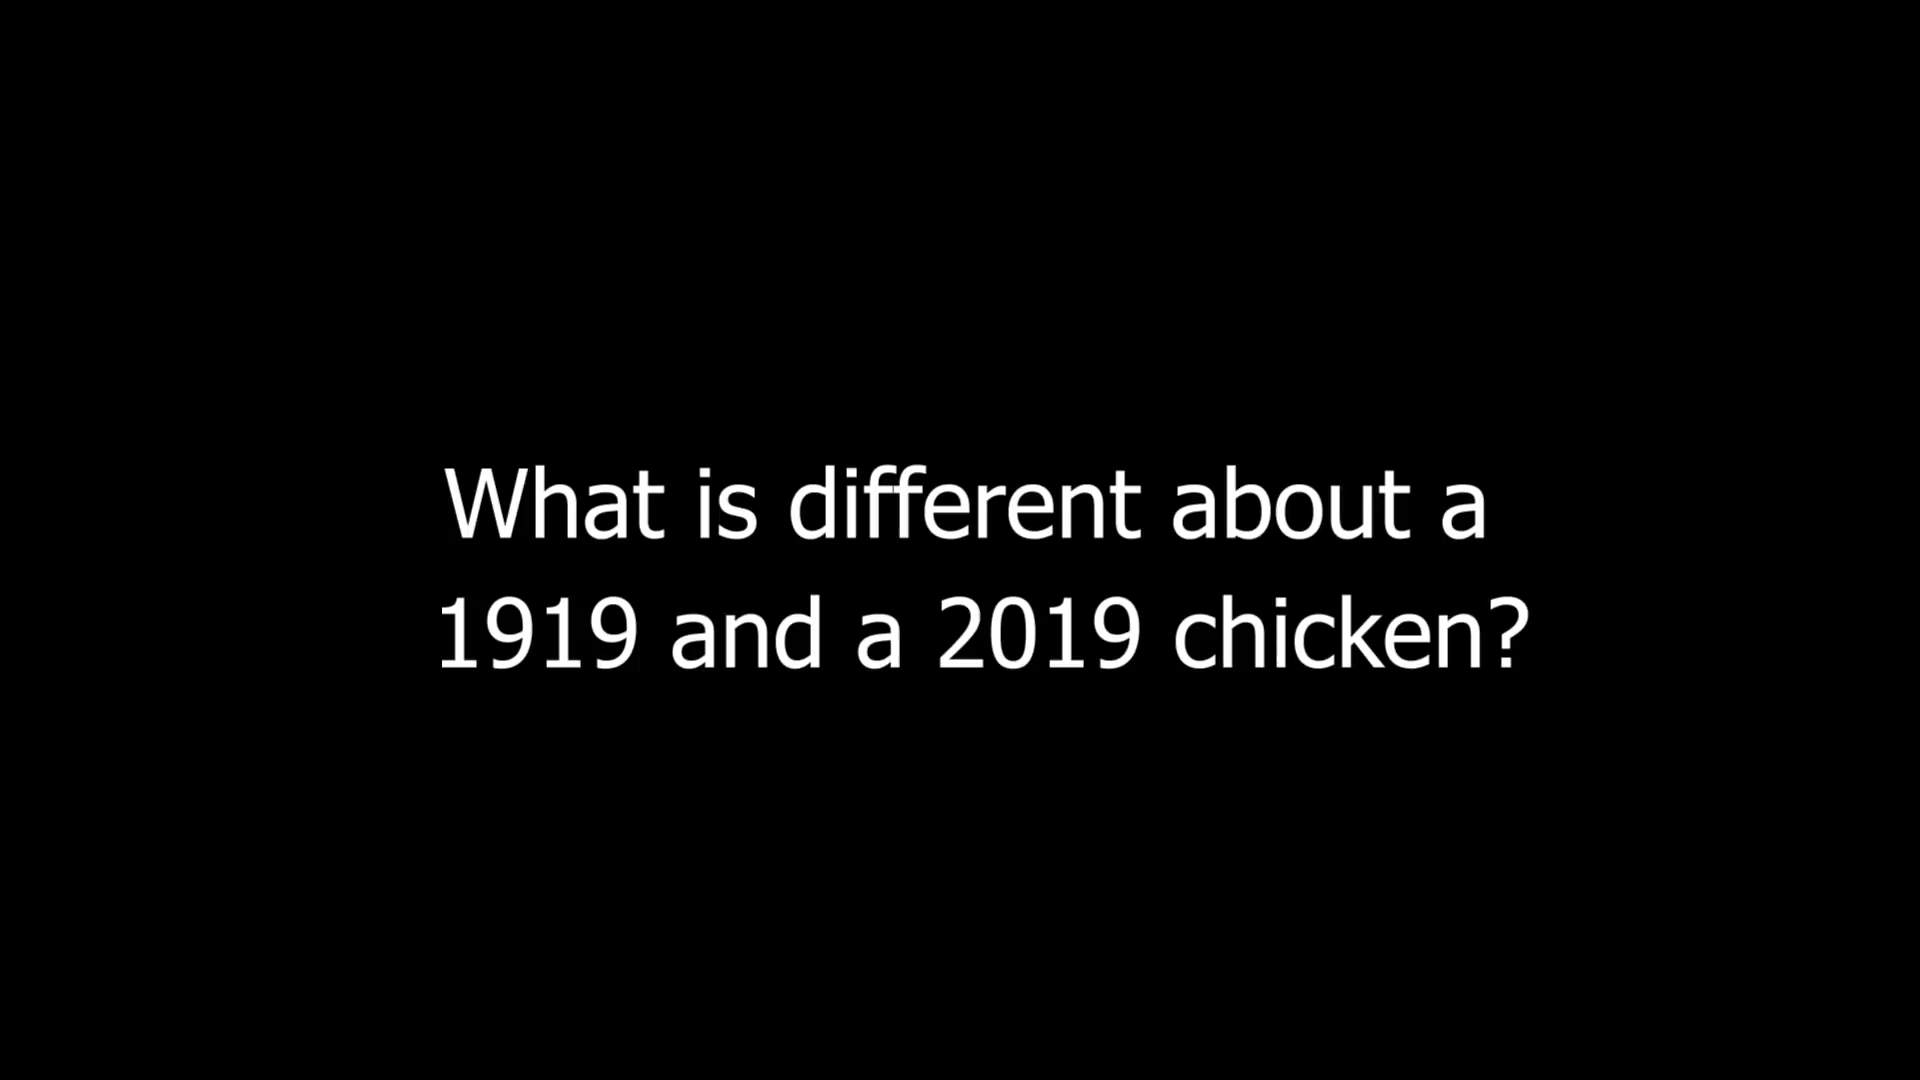 What is different about a
1919 and a 2019 chicken?